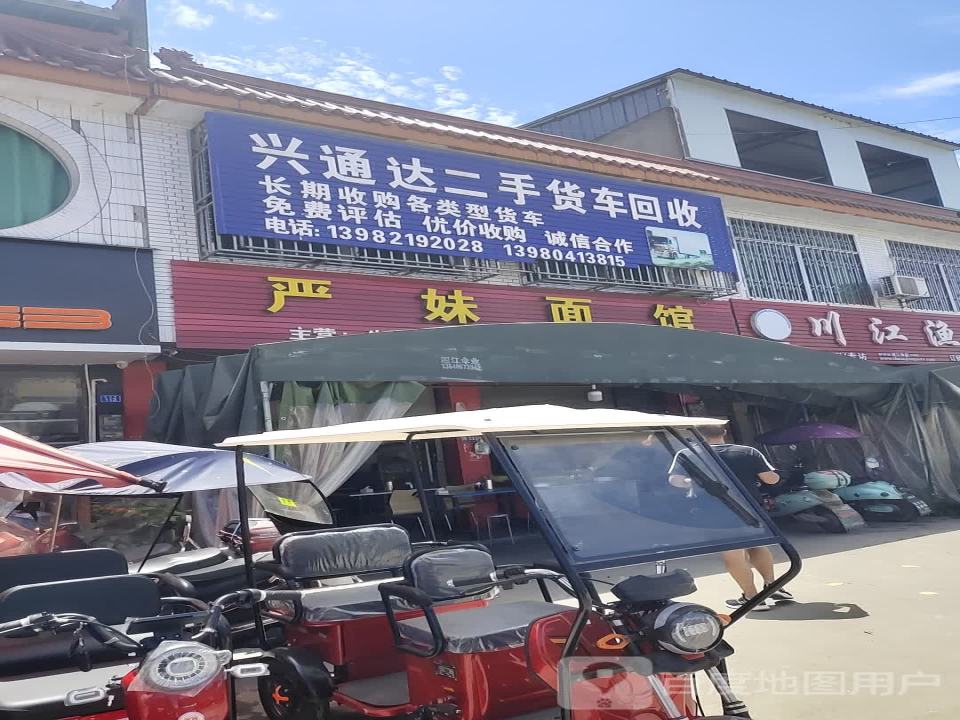 兴通达二手货车回收
长期收购各类型货车
免费评估 优价收购 诚信合作
电话:13982192028 13980413815
严妹面馆
主营:
川江渔
百度地图用户